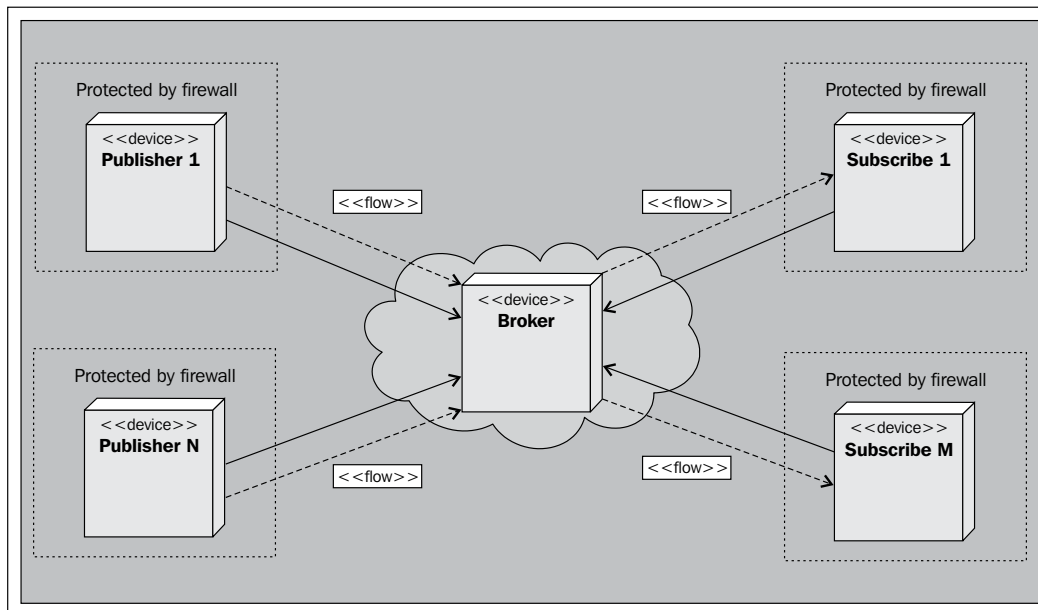 Protected by firewall
<<device>>
Publisher 1
Protected by firewall
<<device>>
Subscribe 1
<<flow>>
<<flow>>
<<device>>
Broker
Protected by firewall
<<device>>
Publisher N
Protected by firewall
<<device>>
Subscribe M
<<flow>>
<<flow>>